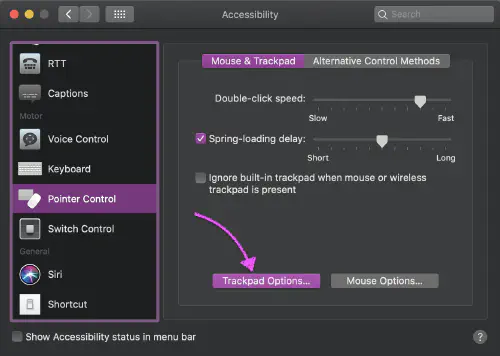 Accessibility
Search
RTT
Captions
Motor
Voice Control
Keyboard
Pointer Control
Switch Control
General
Siri
Shortcut
Mouse & Trackpad
Alternative Control Methods
Double-click speed:
Slow
Fast
Spring-loading delay:
Short
Long
Ignore built-in trackpad when mouse or wireless
trackpad is present
Trackpad Options...
Mouse Options...
Show Accessibility status in menu bar
?